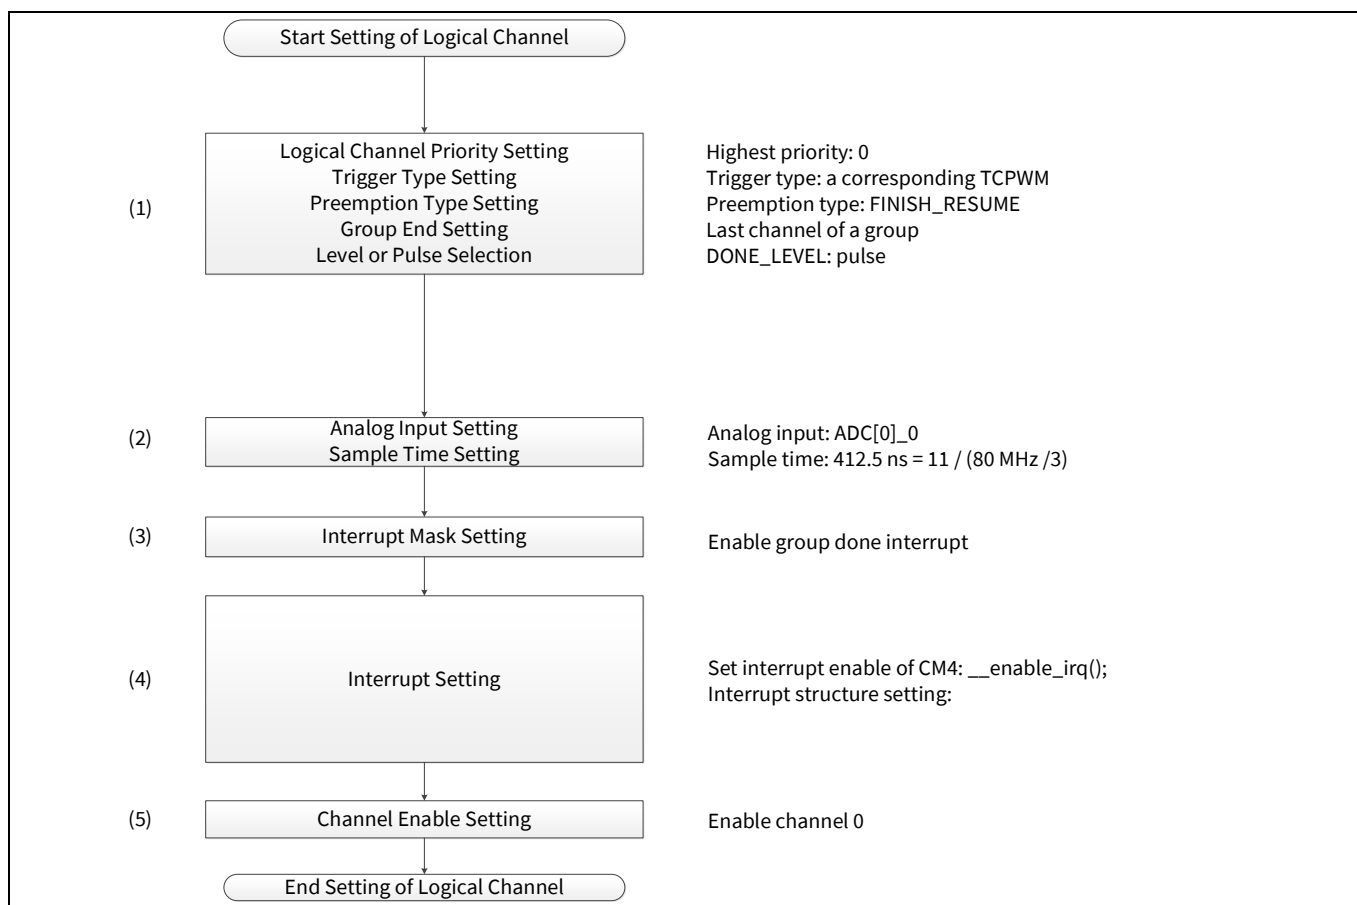 Start Setting of Logical Channel
(1)
Logical Channel Priority Setting
Trigger Type Setting
Preemption Type Setting
Group End Setting
Level or Pulse Selection
Highest priority: 0
Trigger type: a corresponding TCPWM
Preemption type: FINISH_RESUME
Last channel of a group
DONE_LEVEL: pulse
(2)
Analog Input Setting
Sample Time Setting
Analog input: ADC[0]_0
Sample time: 412.5 ns = 11 / (80 MHz /3)
(3)
Interrupt Mask Setting
Enable group done interrupt
(4)
Interrupt Setting
Set interrupt enable of CM4: __enable_irq();
Interrupt structure setting:
(5)
Channel Enable Setting
Enable channel 0
End Setting of Logical Channel